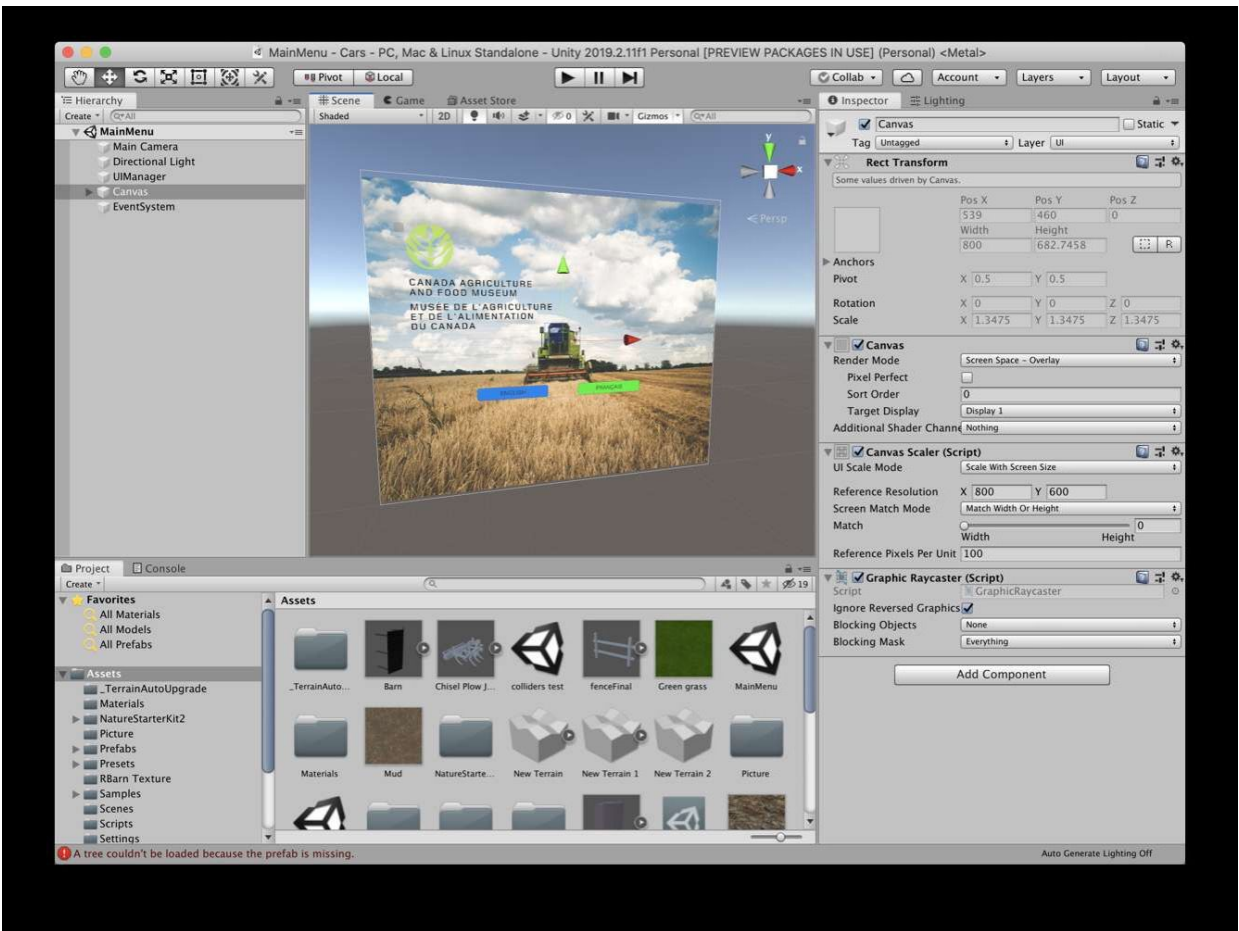 MainMenu - Cars - PC, Mac & Linux Standalone - Unity 2019.2.11f1 Personal [PREVIEW PACKAGES IN USE] (Personal) <Metal>
Pivot Local Collab Account Layers Layout
Hierarchy
Create All
MainMenu
Main Camera
Directional Light
UIManager
Canvas
EventSystem
Scene Game Asset Store
Shaded 2D 0 Gizmos All
y
x
Persp
CANADA AGRICULTURE
AND FOOD MUSEUM
MUSÉE DE L'AGRICULTURE
ET DE L'ALIMENTATION
DU CANADA
ENGLISH FRANÇAIS
Inspector Lighting
Canvas Static
Tag Untagged Layer UI
Rect Transform
Some values driven by Canvas.
Pos X Pos Y Pos Z
539 460 0
Width Height
800 682.7458 R
Anchors
Pivot X 0.5 Y 0.5
Rotation X 0 Y 0 Z 0
Scale X 1.3475 Y 1.3475 Z 1.3475
Canvas
Render Mode Screen Space - Overlay
Pixel Perfect
Sort Order 0
Target Display Display 1
Additional Shader Channe Nothing
Canvas Scaler (Script)
UI Scale Mode Scale With Screen Size
Reference Resolution X 800 Y 600
Screen Match Mode Match Width Or Height
Match 0
Width Height
Reference Pixels Per Unit 100
Graphic Raycaster (Script)
Script GraphicRaycaster
Ignore Reversed Graphics
Blocking Objects None
Blocking Mask Everything
Add Component
Project Console
Create 19
Favorites
All Materials
All Models
All Prefabs
Assets
_TerrainAutoUpgrade
Materials
NatureStarterKit2
Picture
Prefabs
Presets
RBarn Texture
Samples
Scenes
Scripts
Settings
Assets
_TerrainAuto... Barn Chisel Plow J... colliders test fenceFinal Green grass MainMenu
Materials Mud NatureStarte... New Terrain New Terrain 1 New Terrain 2 Picture
A tree couldn't be loaded because the prefab is missing.
Auto Generate Lighting Off